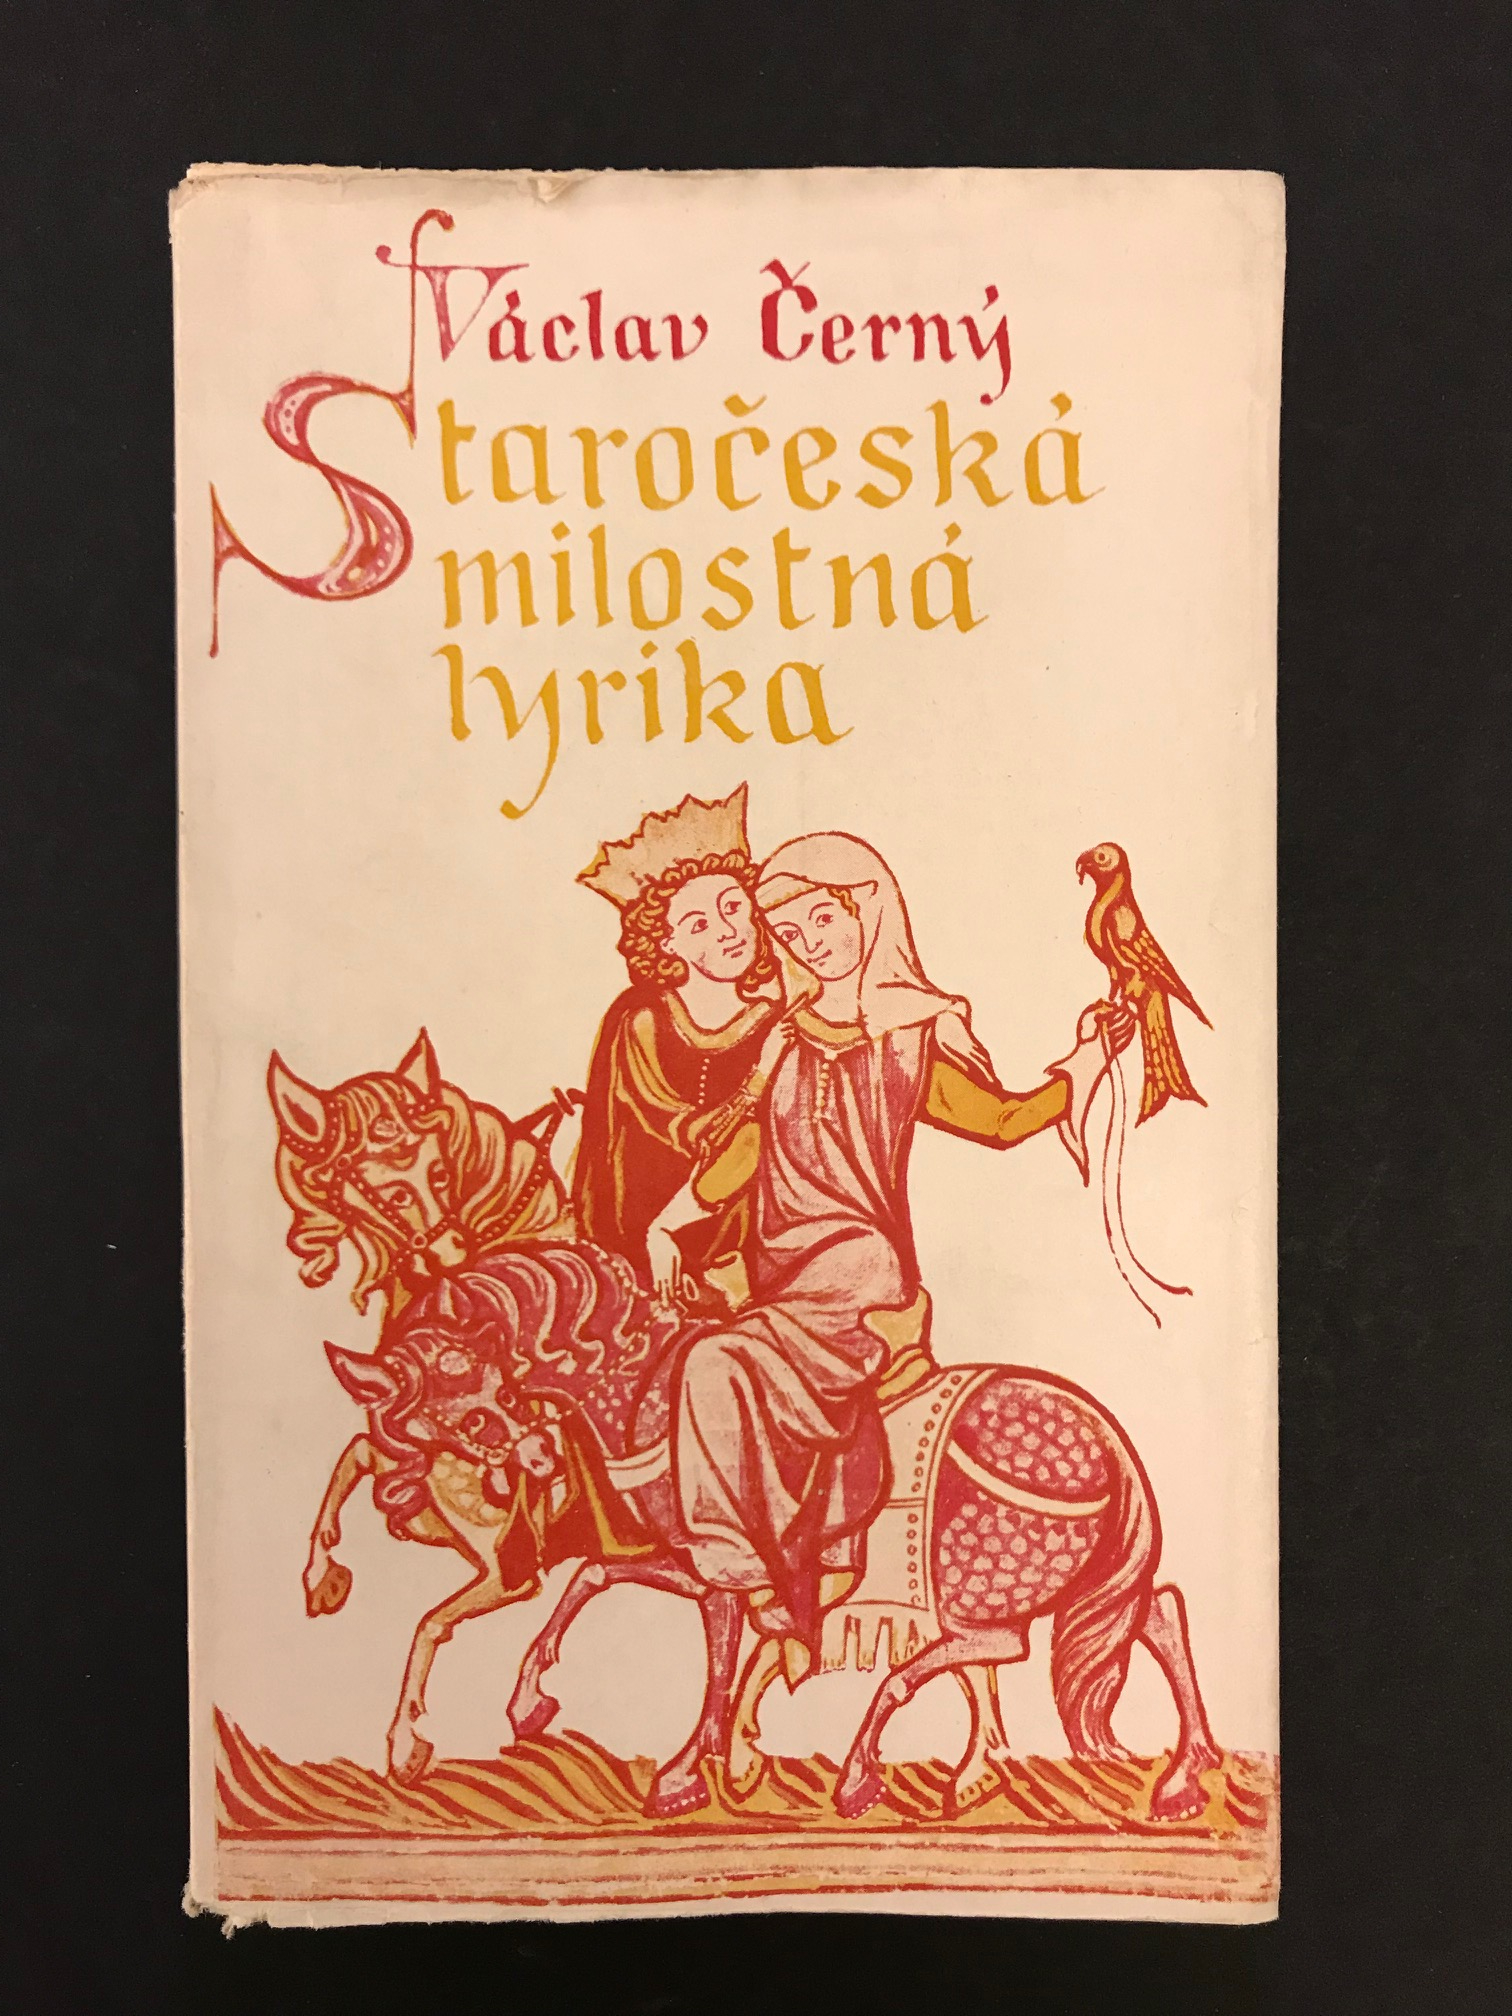 Václav Černý
Staročeská
milostná
lyrika